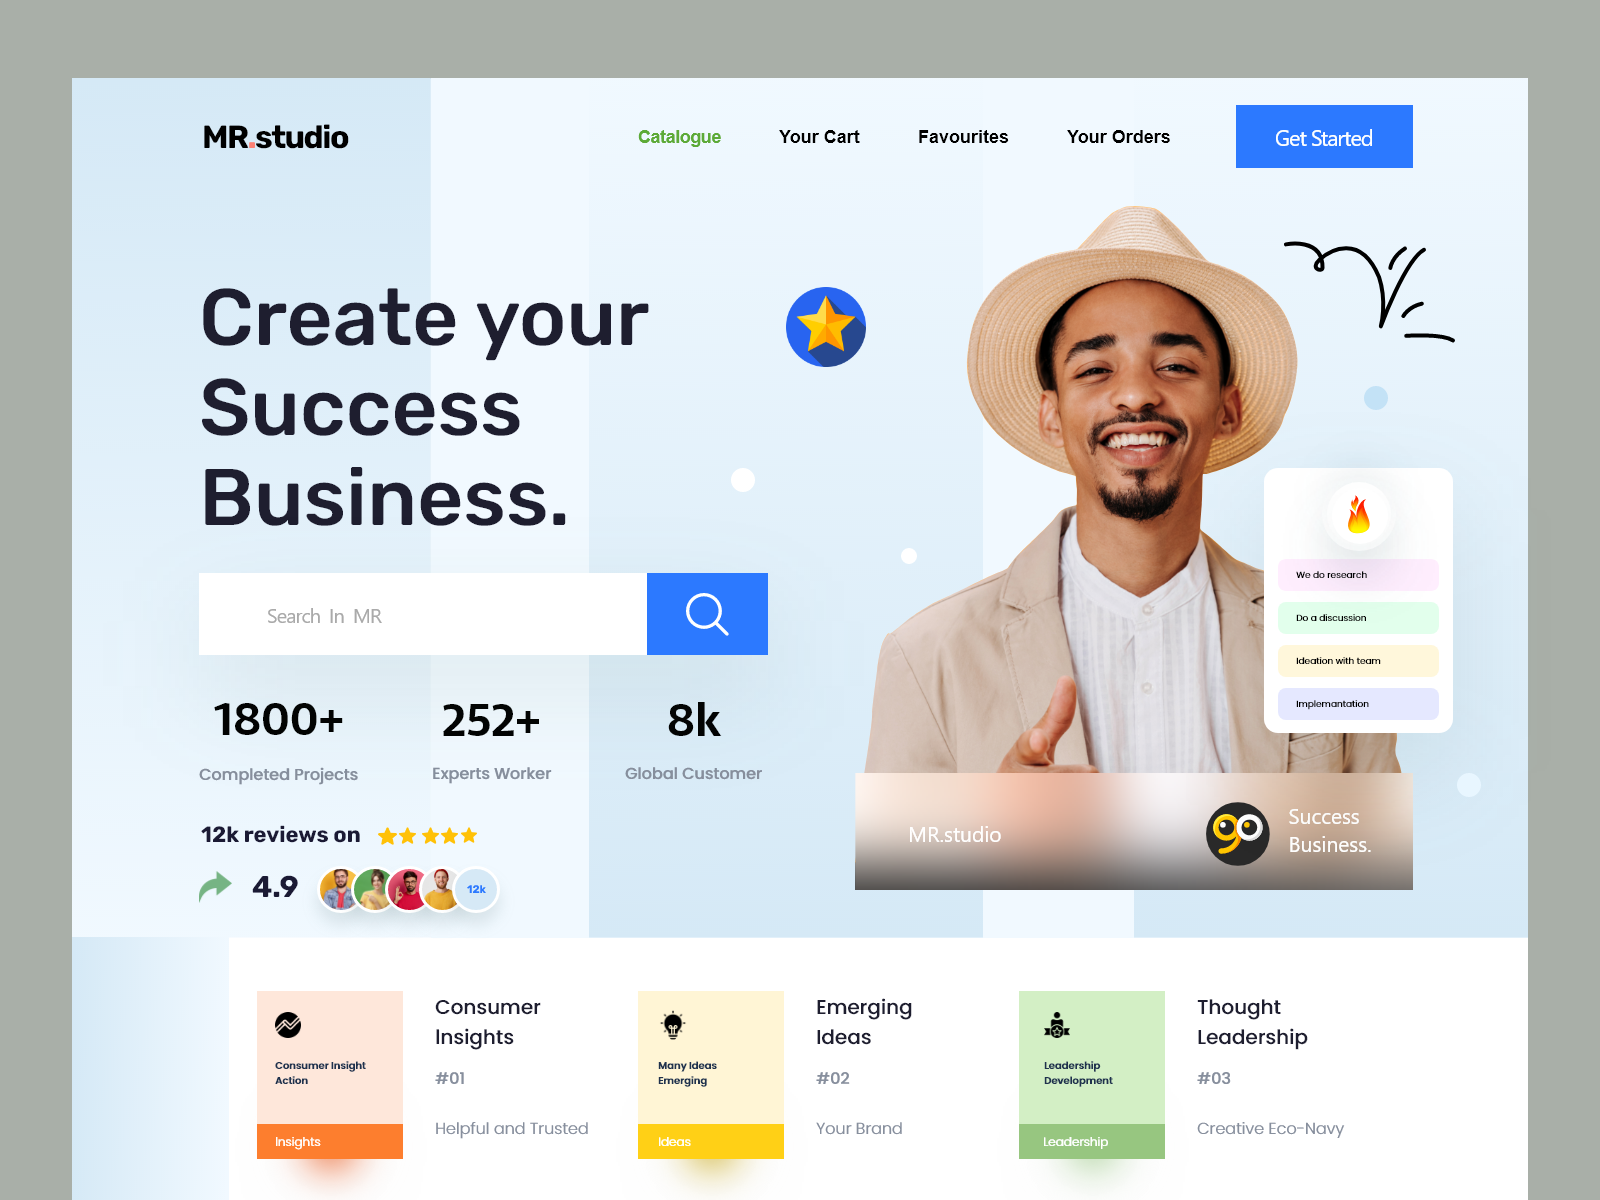 MR.studio
Catalogue
Your Cart
Favourites
Your Orders
Get Started
Create your
Success
Business.
Search In MR
1800+
252+
8k
Completed Projects
Experts Worker
Global Customer
12k reviews on
4.9
12k
We do research
Do a discussion
Ideation with team
Implemantation
MR.studio
Success
Business.
Consumer Insight
Action
Insights
Consumer
Insights
#01
Helpful and Trusted
Many Ideas
Emerging
Ideas
Emerging
Ideas
#02
Your Brand
Leadership
Development
Leadership
Thought
Leadership
#03
Creative Eco-Navy